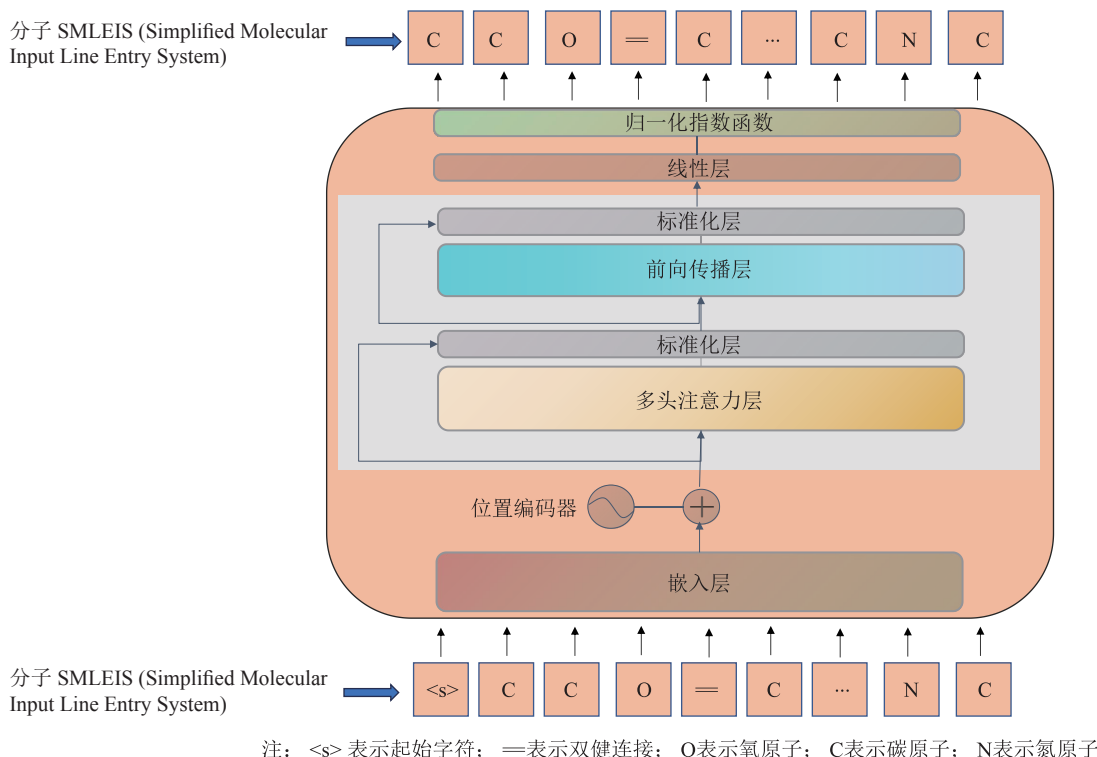 分子 SMLEIS (Simplified Molecular
Input Line Entry System)
C C O = C ... C N C
归一化指数函数
线性层
标准化层
前向传播层
标准化层
多头注意力层
位置编码器
嵌入层
分子 SMLEIS (Simplified Molecular
Input Line Entry System)
<s> C C O = C ... N C
注： <s> 表示起始字符； =表示双健连接； O表示氧原子； C表示碳原子； N表示氮原子